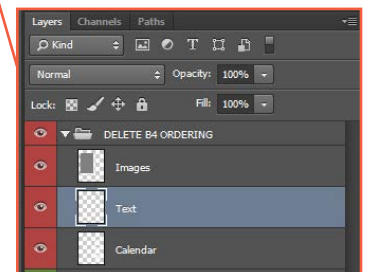 Layers Channels Paths
Kind T
Normal Opacity: 100%
Lock: Fill: 100%
DELETE B4 ORDERING
Images
Text
Calendar